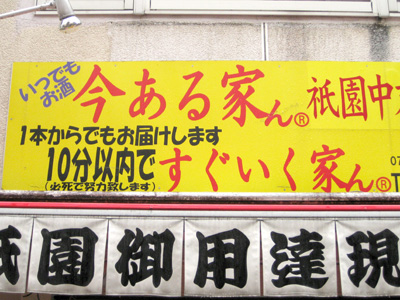 いつでも
お酒
今ある家ん® 祇園中
1本からでもお届けします
10分以内で すぐいく家ん®
(必死で努力致します)
祇園御用達現